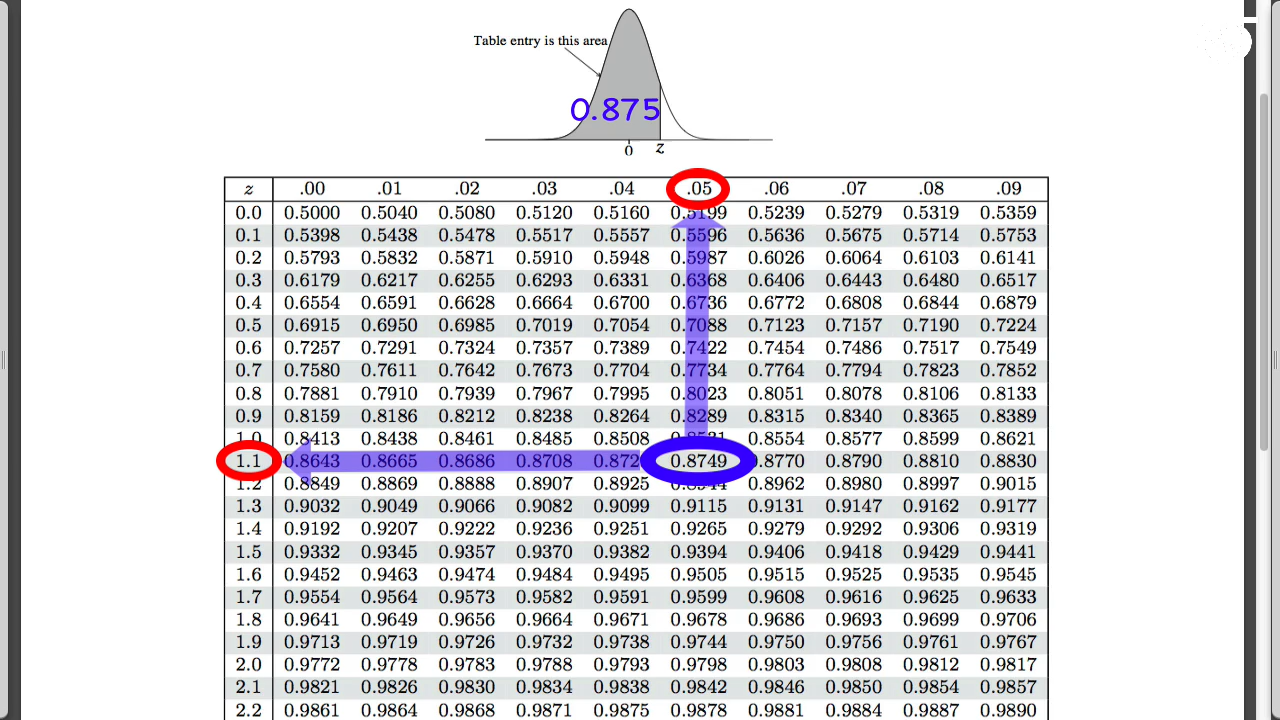 Table entry is this area
0.875
0 z
z .00 .01 .02 .03 .04 .05 .06 .07 .08 .09
0.0 0.5000 0.5040 0.5080 0.5120 0.5160 0.5199 0.5239 0.5279 0.5319 0.5359
0.1 0.5398 0.5438 0.5478 0.5517 0.5557 0.5596 0.5636 0.5675 0.5714 0.5753
0.2 0.5793 0.5832 0.5871 0.5910 0.5948 0.5987 0.6026 0.6064 0.6103 0.6141
0.3 0.6179 0.6217 0.6255 0.6293 0.6331 0.6368 0.6406 0.6443 0.6480 0.6517
0.4 0.6554 0.6591 0.6628 0.6664 0.6700 0.6736 0.6772 0.6808 0.6844 0.6879
0.5 0.6915 0.6950 0.6985 0.7019 0.7054 0.7088 0.7123 0.7157 0.7190 0.7224
0.6 0.7257 0.7291 0.7324 0.7357 0.7389 0.7422 0.7454 0.7486 0.7517 0.7549
0.7 0.7580 0.7611 0.7642 0.7673 0.7704 0.7734 0.7764 0.7794 0.7823 0.7852
0.8 0.7881 0.7910 0.7939 0.7967 0.7995 0.8023 0.8051 0.8078 0.8106 0.8133
0.9 0.8159 0.8186 0.8212 0.8238 0.8264 0.8289 0.8315 0.8340 0.8365 0.8389
1.0 0.8413 0.8438 0.8461 0.8485 0.8508 0.8554 0.8577 0.8599 0.8621
1.1 0.8643 0.8665 0.8686 0.8708 0.872 0.8749 0.8770 0.8790 0.8810 0.8830
1.2 0.8849 0.8869 0.8888 0.8907 0.8925 0.8944 0.8962 0.8980 0.8997 0.9015
1.3 0.9032 0.9049 0.9066 0.9082 0.9099 0.9115 0.9131 0.9147 0.9162 0.9177
1.4 0.9192 0.9207 0.9222 0.9236 0.9251 0.9265 0.9279 0.9292 0.9306 0.9319
1.5 0.9332 0.9345 0.9357 0.9370 0.9382 0.9394 0.9406 0.9418 0.9429 0.9441
1.6 0.9452 0.9463 0.9474 0.9484 0.9495 0.9505 0.9515 0.9525 0.9535 0.9545
1.7 0.9554 0.9564 0.9573 0.9582 0.9591 0.9599 0.9608 0.9616 0.9625 0.9633
1.8 0.9641 0.9649 0.9656 0.9664 0.9671 0.9678 0.9686 0.9693 0.9699 0.9706
1.9 0.9713 0.9719 0.9726 0.9732 0.9738 0.9744 0.9750 0.9756 0.9761 0.9767
2.0 0.9772 0.9778 0.9783 0.9788 0.9793 0.9798 0.9803 0.9808 0.9812 0.9817
2.1 0.9821 0.9826 0.9830 0.9834 0.9838 0.9842 0.9846 0.9850 0.9854 0.9857
2.2 0.9861 0.9864 0.9868 0.9871 0.9875 0.9878 0.9881 0.9884 0.9887 0.9890